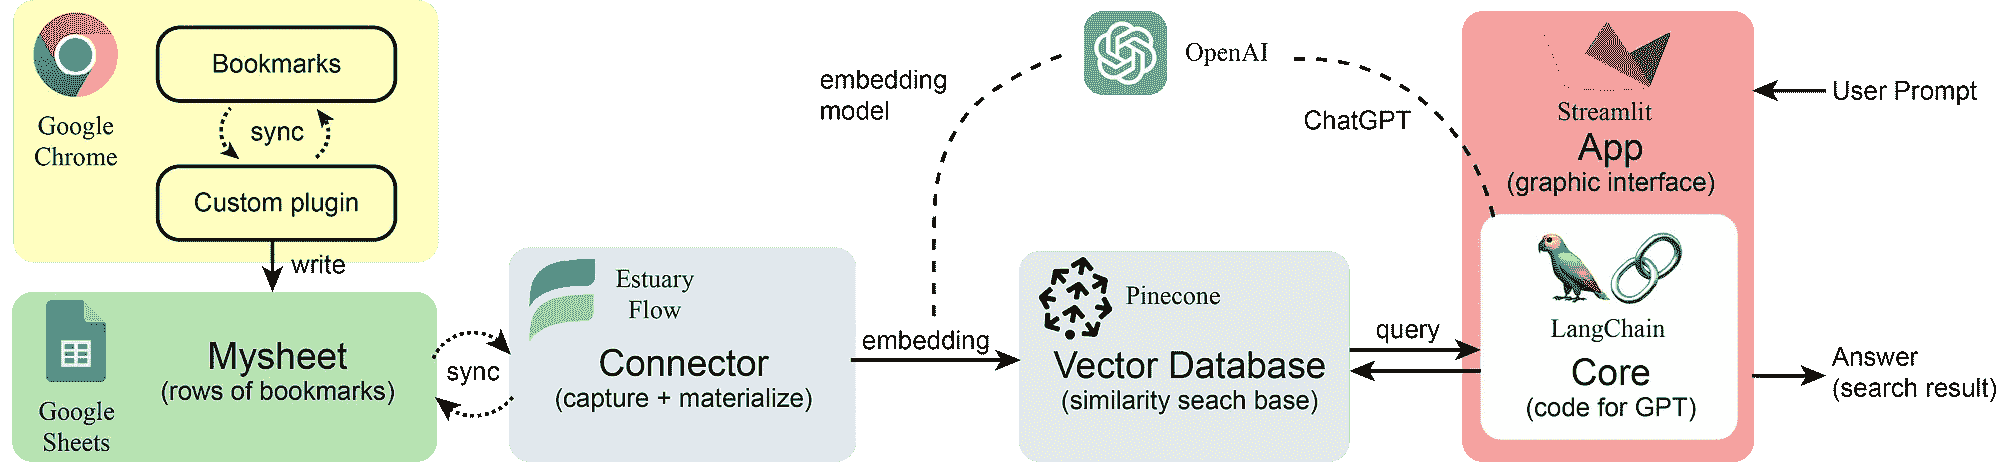 Google
Chrome
Bookmarks
sync
Custom plugin
write
Google
Sheets
Mysheet
(rows of bookmarks)
sync
Estuary
Flow
Connector
(capture + materialize)
embedding
embedding
model
OpenAI
ChatGPT
Pinecone
Vector Database
(similarity seach base)
query
Streamlit
App
(graphic interface)
LangChain
Core
(code for GPT)
User Prompt
Answer
(search result)